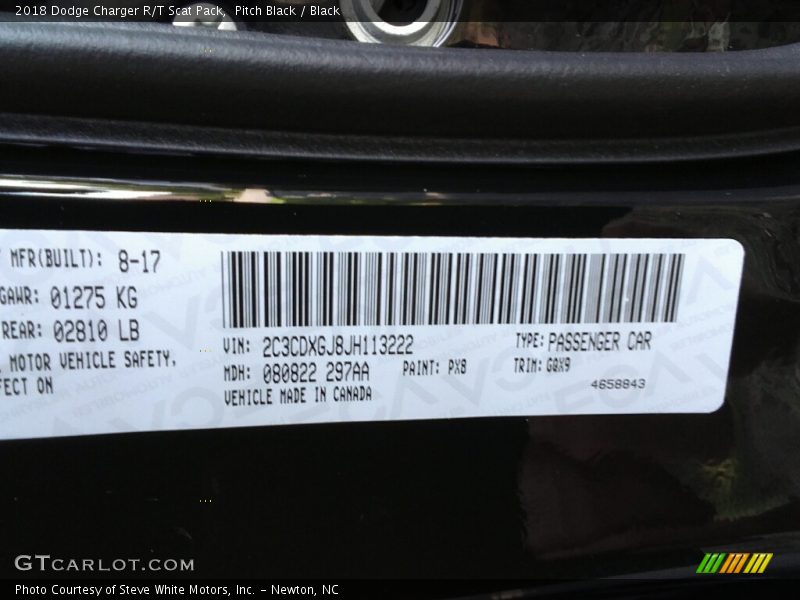 2018 Dodge Charger R/T Scat Pack, Pitch Black / Black
MFR(BUILT): 8-17
GAWR: 01275 KG
REAR: 02810 LB
MOTOR VEHICLE SAFETY,
FECT ON
VIN: 2C3CDXGJ8JH113222
TYPE: PASSENGER CAR
MDH: 080822 297AA
PAINT: PX8
TRIM: GQX9
VEHICLE MADE IN CANADA
4658843
GTCARLOT.COM
Photo Courtesy of Steve White Motors, Inc. – Newton, NC